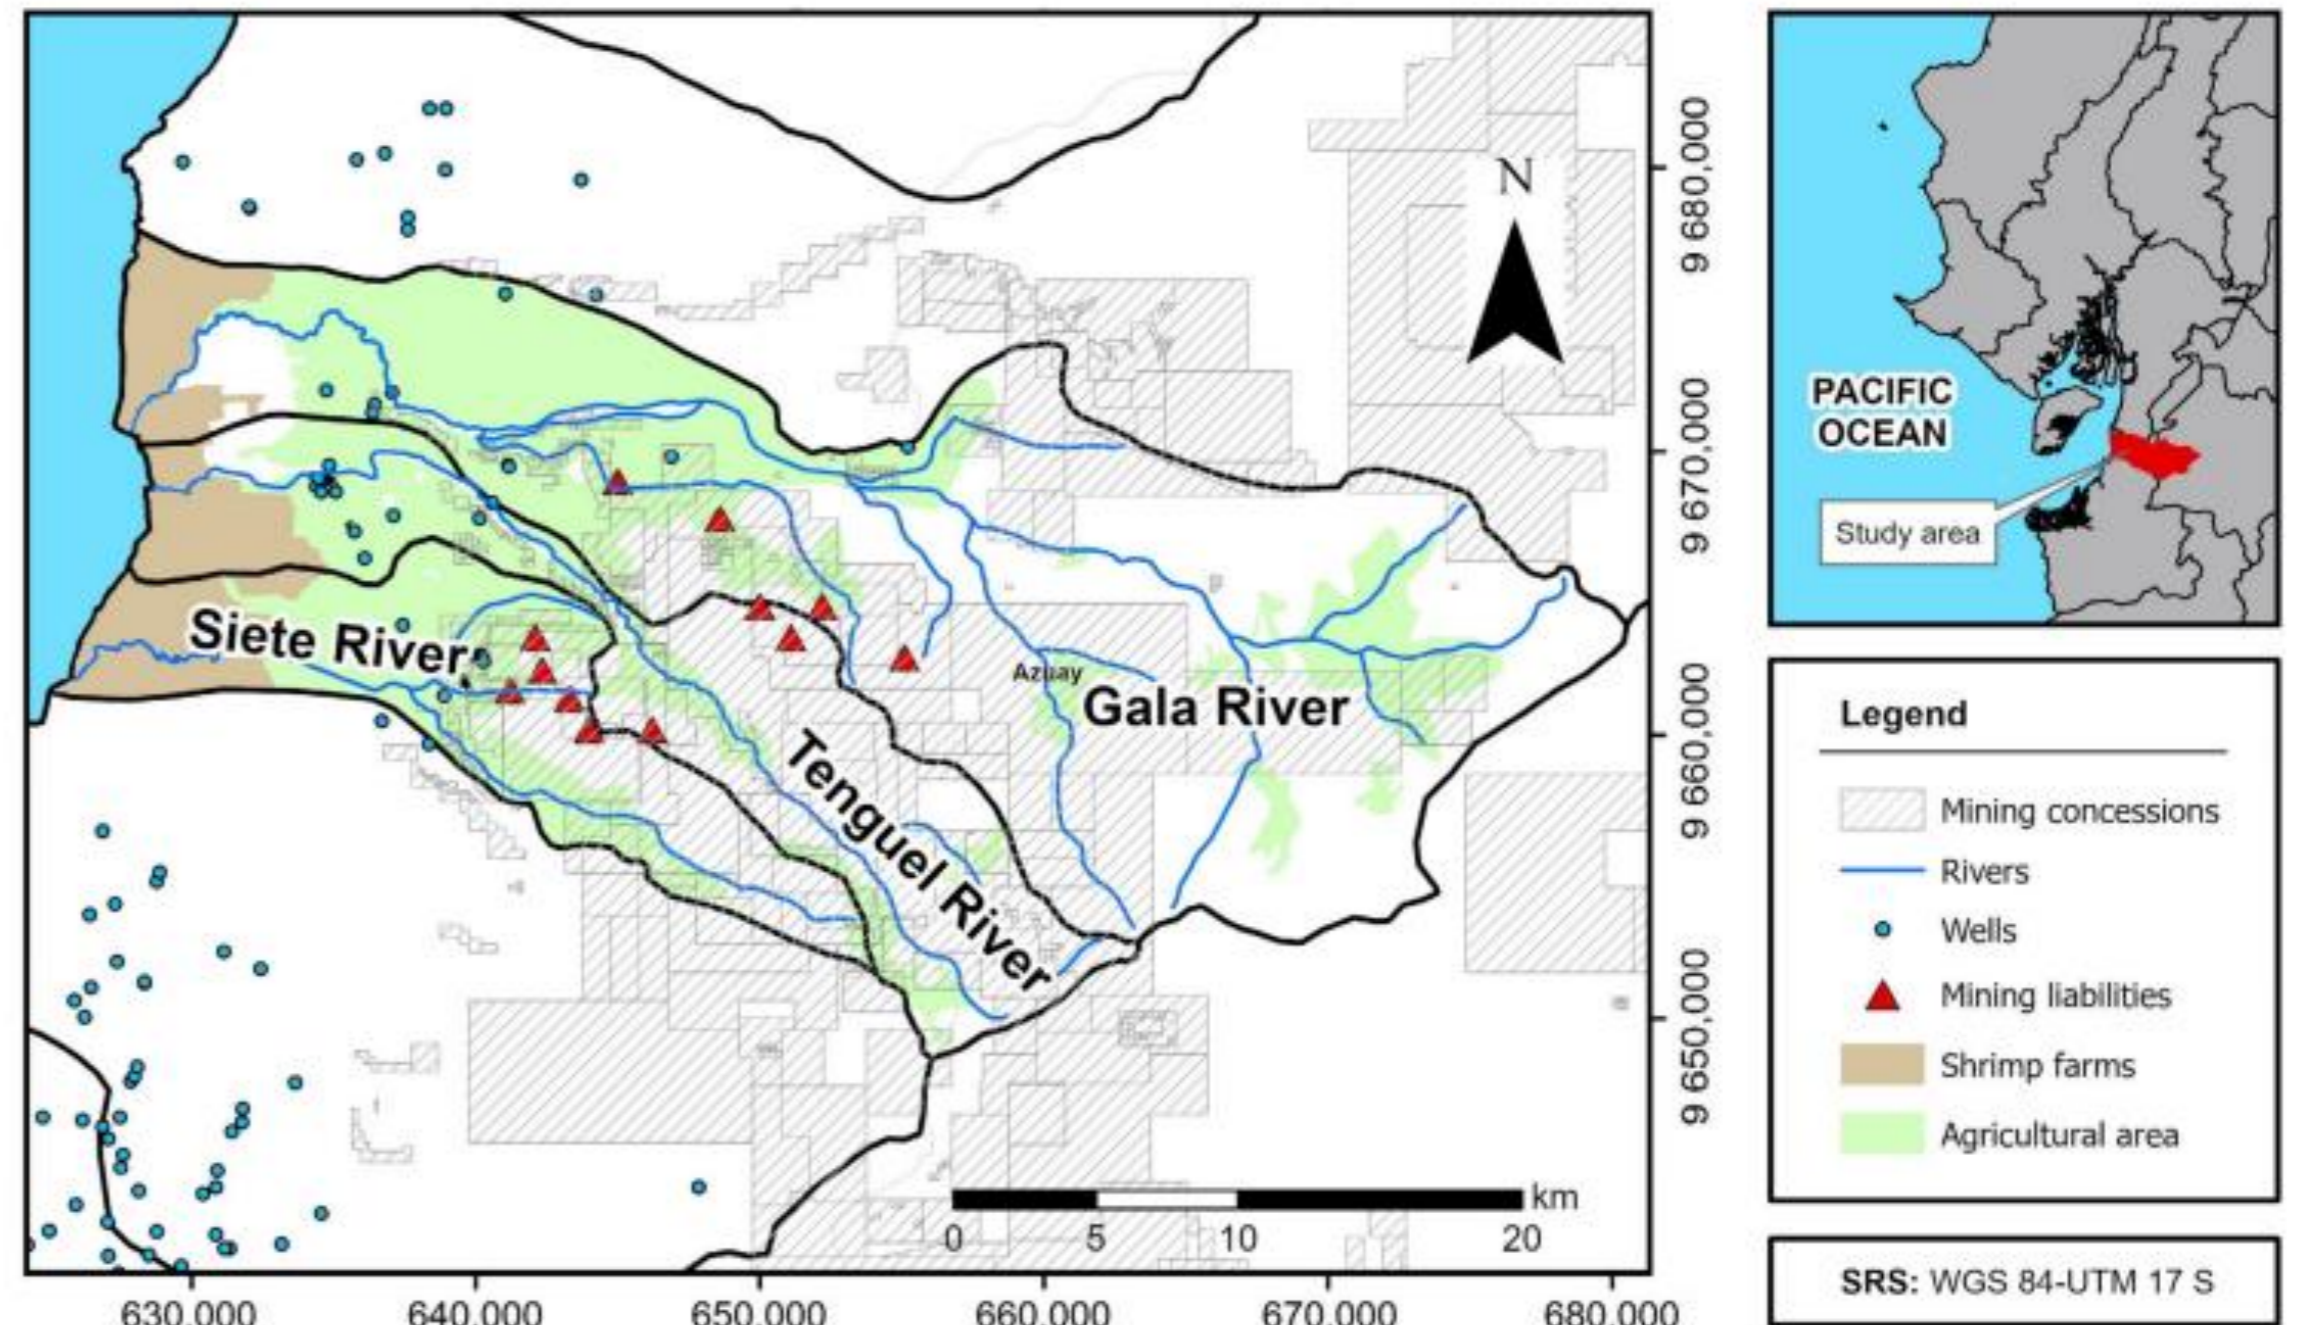 N
9 680,000
9 670,000
9 660,000
9 650,000
Siete River
Azuay
Gala River
Tenguel River
km
0 5 10 20
630,000 640,000 650,000 660,000 670,000 680,000
PACIFIC
OCEAN
Study area
Legend
Mining concessions
Rivers
Wells
Mining liabilities
Shrimp farms
Agricultural area
SRS: WGS 84-UTM 17 S